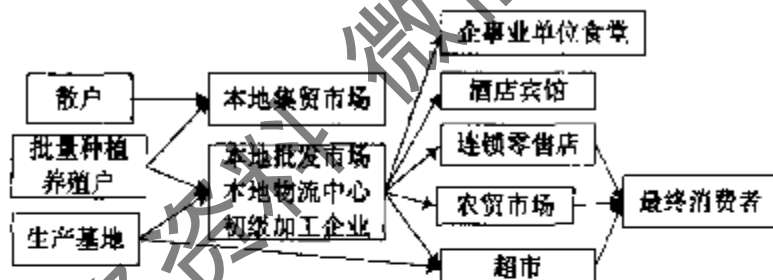 企事业单位食堂
散户
本地集贸市场
酒店宾馆
批量种植
养殖户
本地批发市场
本地物流中心
初级加工企业
连锁零售店
农贸市场
最终消费者
生产基地
超市
资料
微